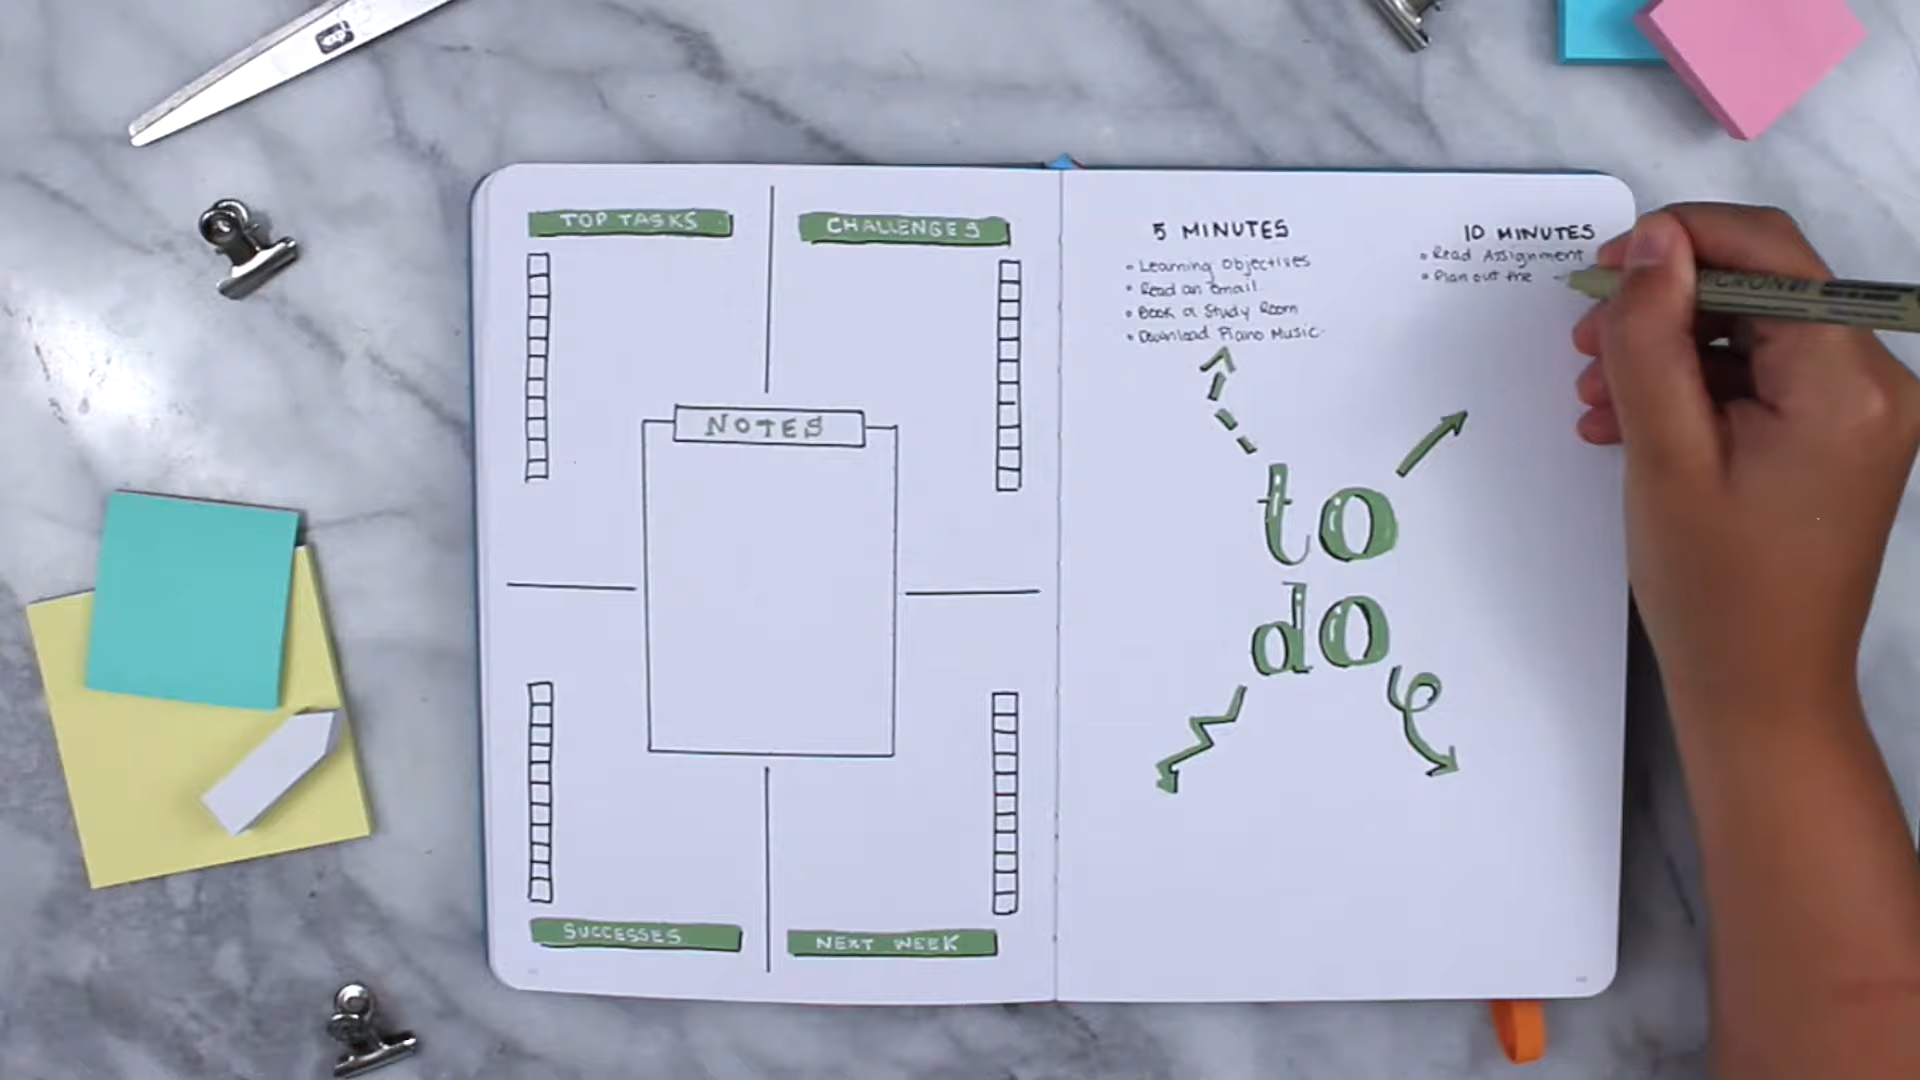 TOP TASKS
CHALLENGES
NOTES
SUCCESSES
NEXT WEEK
5 MINUTES
• Learning Objectives
• Read an Email
• Book a Study Room
• Download Piano Music
10 MINUTES
• Read Assignment
• Plan out the
to
do